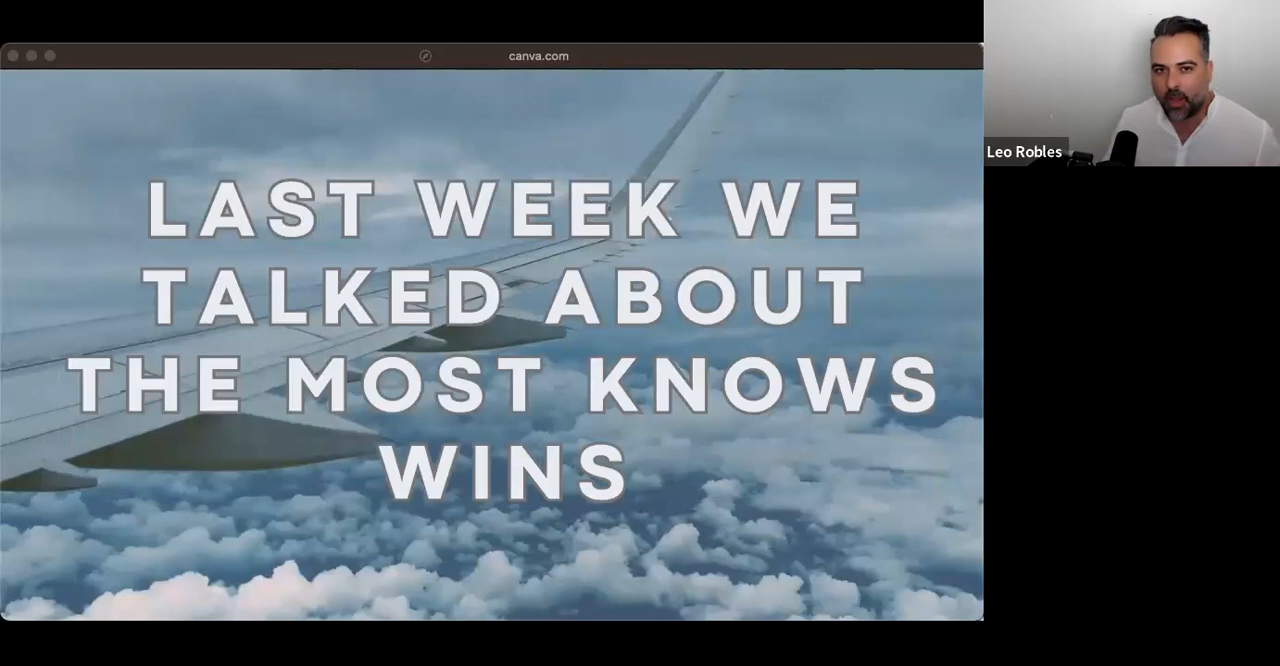 canva.com
LAST WEEK WE
TALKED ABOUT
THE MOST KNOWS
WINS
Leo Robles